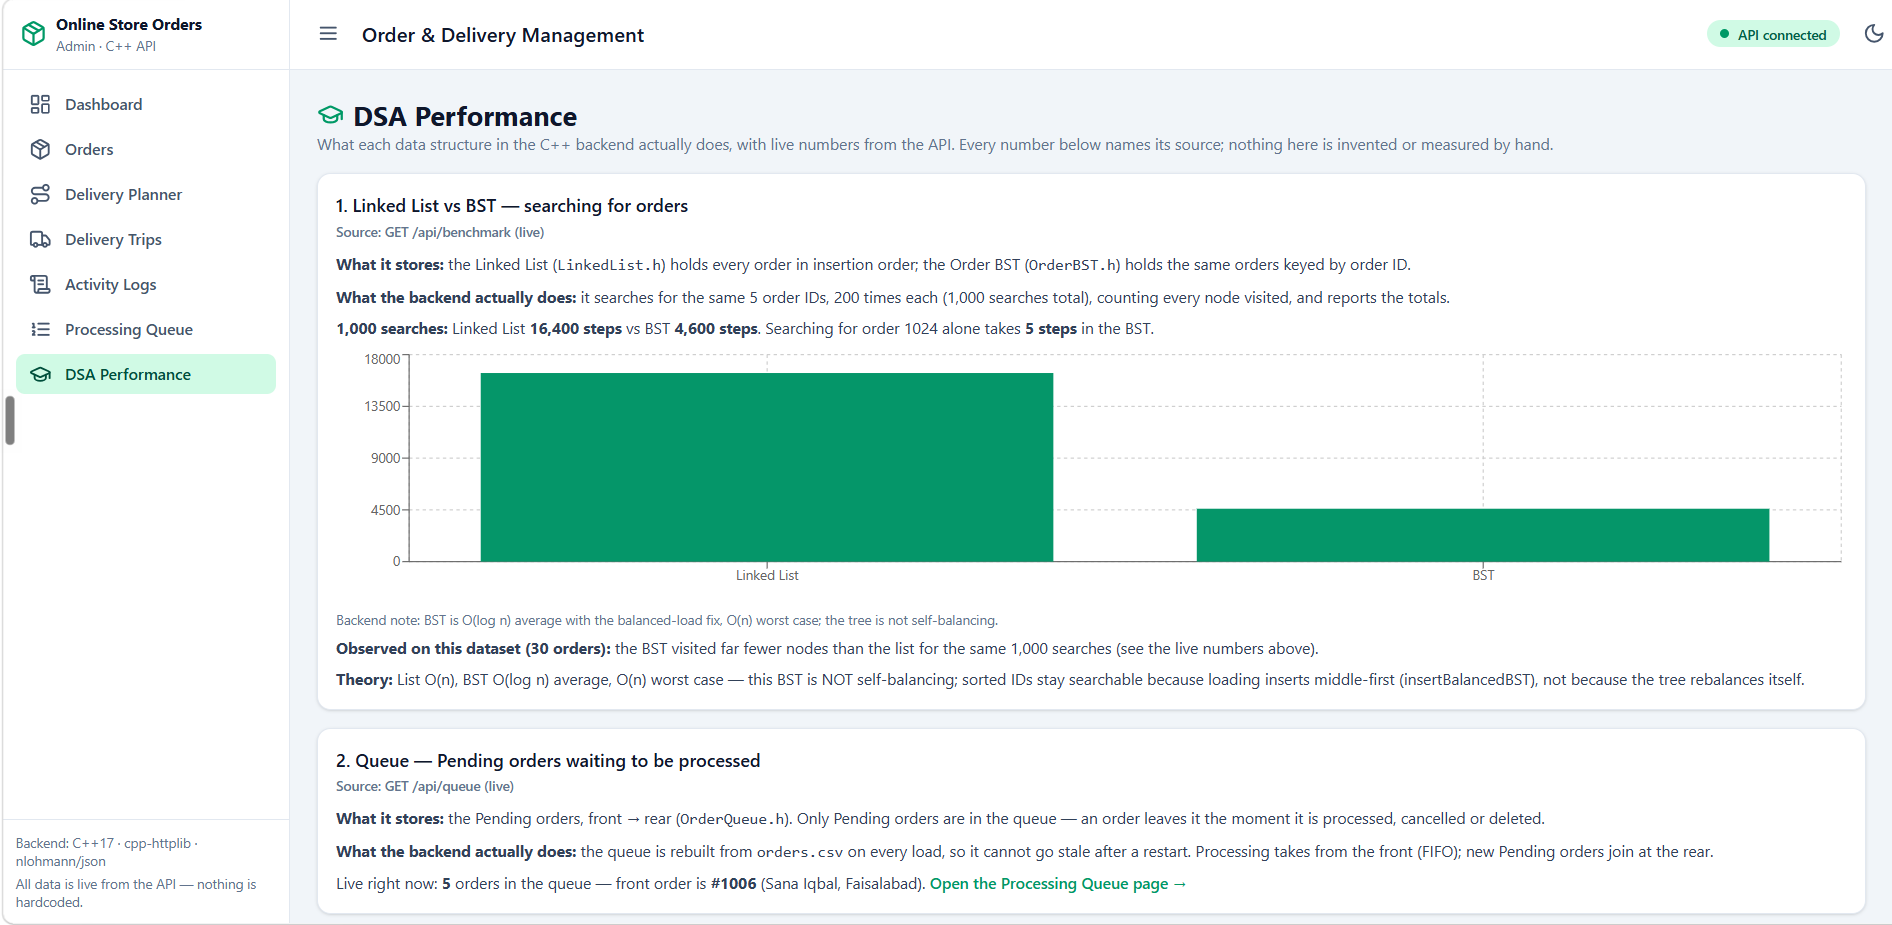 Online Store Orders
Admin · C++ API
Order & Delivery Management
API connected
Dashboard
Orders
Delivery Planner
Delivery Trips
Activity Logs
Processing Queue
DSA Performance
Backend: C++17 · cpp-httplib ·
nlohmann/json
All data is live from the API — nothing is
hardcoded.
DSA Performance
What each data structure in the C++ backend actually does, with live numbers from the API. Every number below names its source; nothing here is invented or measured by hand.
1. Linked List vs BST — searching for orders
Source: GET /api/benchmark (live)
What it stores: the Linked List (LinkedList.h) holds every order in insertion order; the Order BST (OrderBST.h) holds the same orders keyed by order ID.
What the backend actually does: it searches for the same 5 order IDs, 200 times each (1,000 searches total), counting every node visited, and reports the totals.
1,000 searches: Linked List 16,400 steps vs BST 4,600 steps. Searching for order 1024 alone takes 5 steps in the BST.
18000
13500
9000
4500
0
Linked List
BST
Backend note: BST is O(log n) average with the balanced-load fix, O(n) worst case; the tree is not self-balancing.
Observed on this dataset (30 orders): the BST visited far fewer nodes than the list for the same 1,000 searches (see the live numbers above).
Theory: List O(n), BST O(log n) average, O(n) worst case — this BST is NOT self-balancing; sorted IDs stay searchable because loading inserts middle-first (insertBalancedBST), not because the tree rebalances itself.
2. Queue — Pending orders waiting to be processed
Source: GET /api/queue (live)
What it stores: the Pending orders, front → rear (OrderQueue.h). Only Pending orders are in the queue — an order leaves it the moment it is processed, cancelled or deleted.
What the backend actually does: the queue is rebuilt from orders.csv on every load, so it cannot go stale after a restart. Processing takes from the front (FIFO); new Pending orders join at the rear.
Live right now: 5 orders in the queue — front order is #1006 (Sana Iqbal, Faisalabad). Open the Processing Queue page →